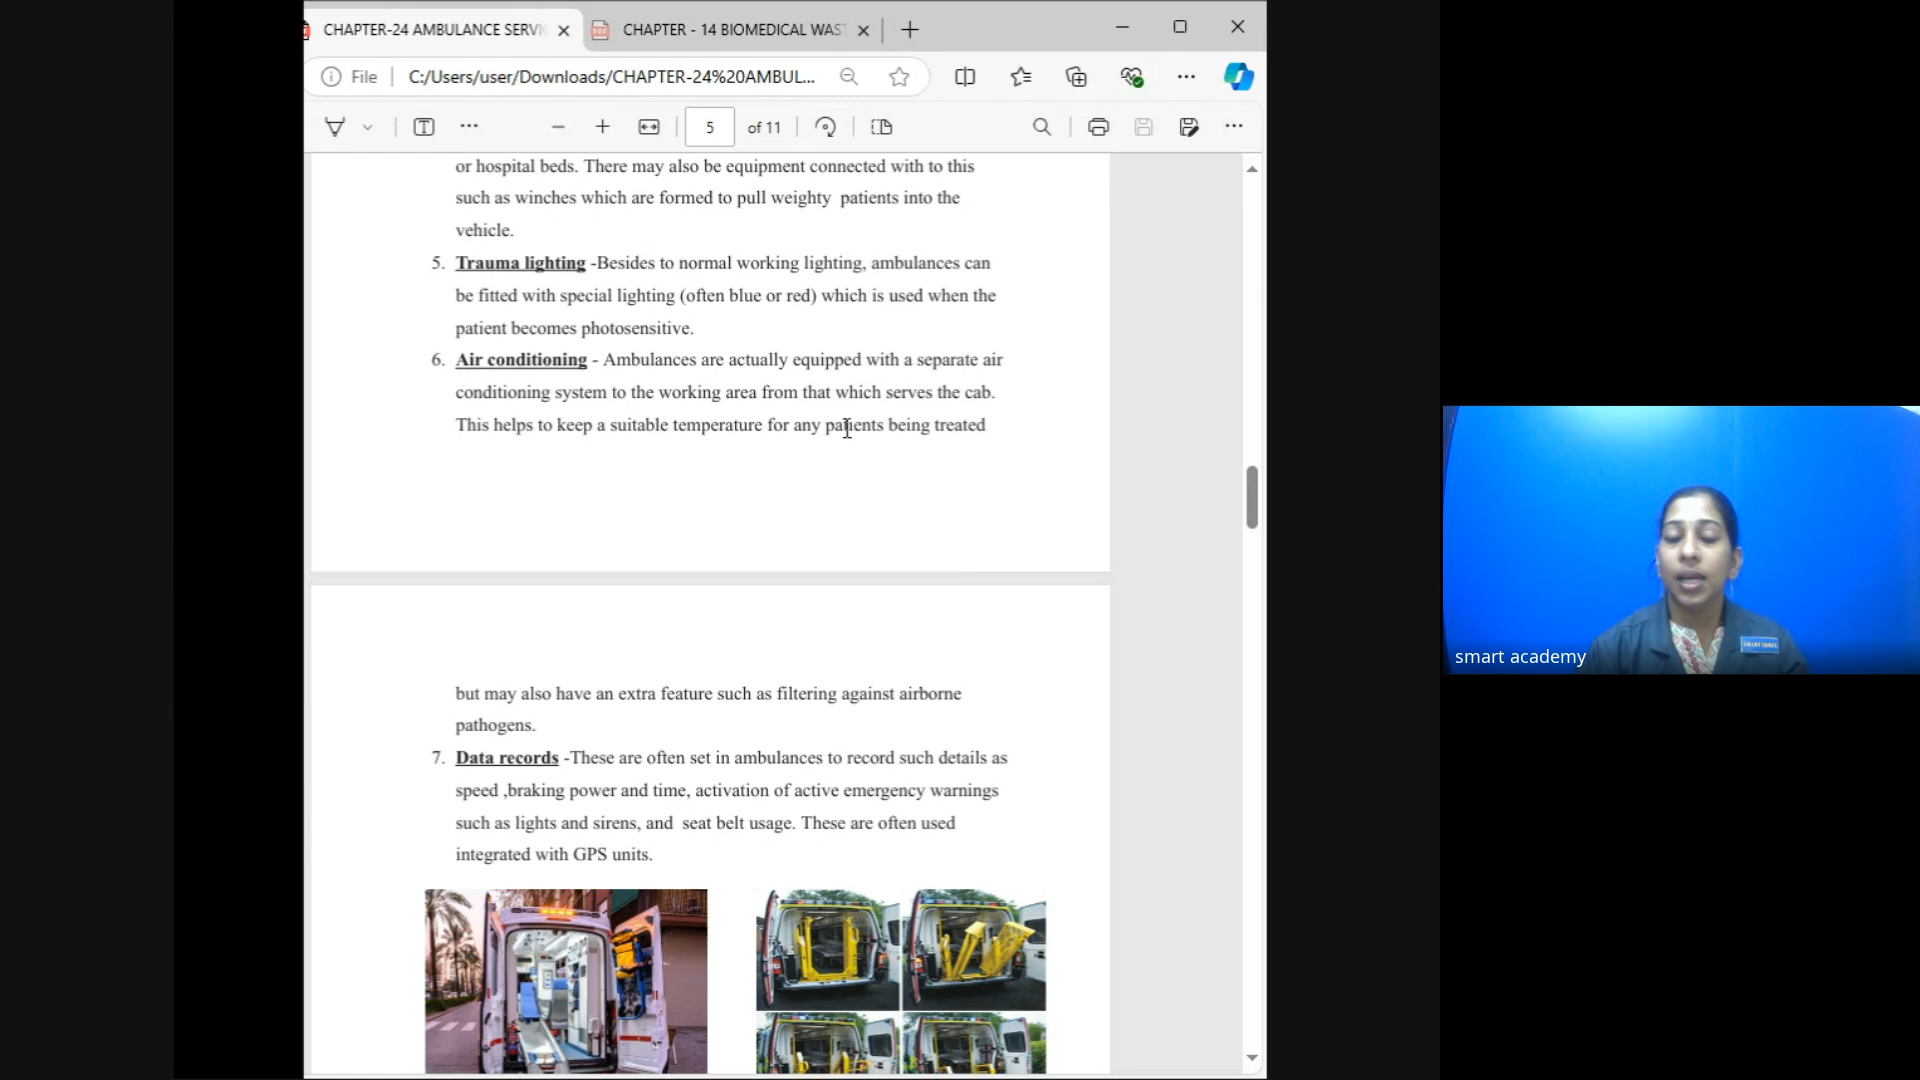 CHAPTER-24 AMBULANCE SERVI
CHAPTER - 14 BIOMEDICAL WAST
File
C:/Users/user/Downloads/CHAPTER-24%20AMBUL...
5 of 11
or hospital beds. There may also be equipment connected with to this
such as winches which are formed to pull weighty patients into the
vehicle.
5. Trauma lighting -Besides to normal working lighting, ambulances can
be fitted with special lighting (often blue or red) which is used when the
patient becomes photosensitive.
6. Air conditioning - Ambulances are actually equipped with a separate air
conditioning system to the working area from that which serves the cab.
This helps to keep a suitable temperature for any patients being treated
but may also have an extra feature such as filtering against airborne
pathogens.
7. Data records -These are often set in ambulances to record such details as
speed ,braking power and time, activation of active emergency warnings
such as lights and sirens, and seat belt usage. These are often used
integrated with GPS units.
smart academy